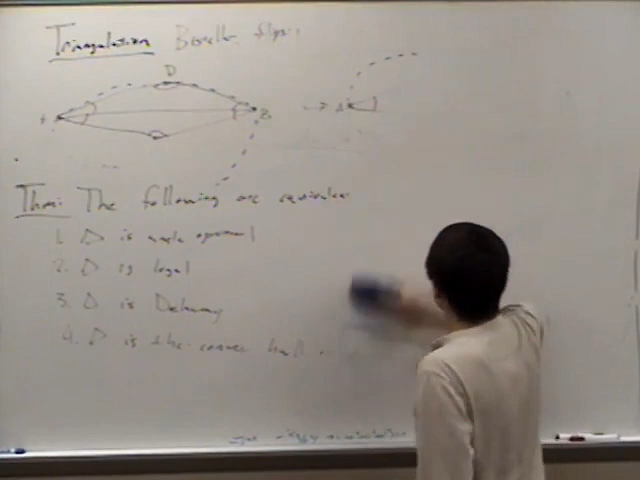 Triangulation
D
A B A
Thm: The following are equivalent
1. D is angle optimal
2. D is legal
3. D is Delaunay
4. D is the convex hull